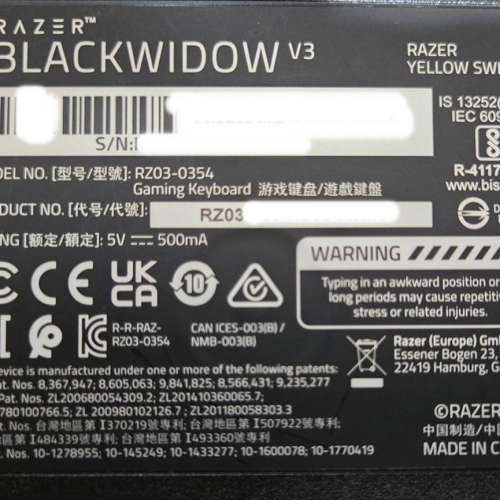 RAZER™
BLACKWIDOW V3
RAZER
YELLOW SWI
S/N:
IS 13252(
IEC 609
R-4117
www.bis
DEL NO. [型号/型號]: RZ03-0354
Gaming Keyboard 游戏键盘/遊戲鍵盤
DUCT NO. [代号/代號]: RZ03
ING [额定/額定]: 5V 500mA
UK
CA
10
R-R-RAZ-
RZ03-0354
CAN ICES-003(B) /
NMB-003(B)
WARNING
Typing in an awkward position or
long periods may cause repetiti
stress or related injuries.
Razer (Europe) Gmb
Essener Bogen 23,
22419 Hamburg, G
device is protected under one or more of the following patents:
at. Nos. 8,367,947; 8,605,063; 9,841,825; 8,566,431; 9,235,277
Pat. Nos. ZL200680054309.2; ZL201410360065.7;
0780100766.5; ZL 200980102126.7; ZL201180058303.3
灣地區第 I370219號專利; 台灣地區第 I507922號專利;
區第 I484339號專利; 台灣地區第 I493360號專利
at. Nos. 10-1278955; 10-145249; 10-1433277; 10-1600078; 10-1770419
©RAZER
中国制造/中
MADE IN C